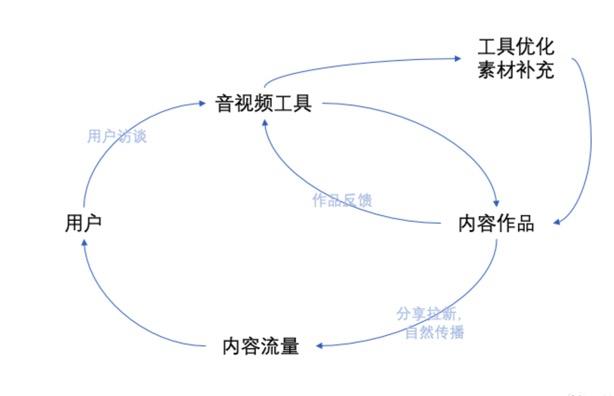 工具优化
素材补充
音视频工具
用户访谈
作品反馈
用户
内容作品
分享拉新,
自然传播
内容流量